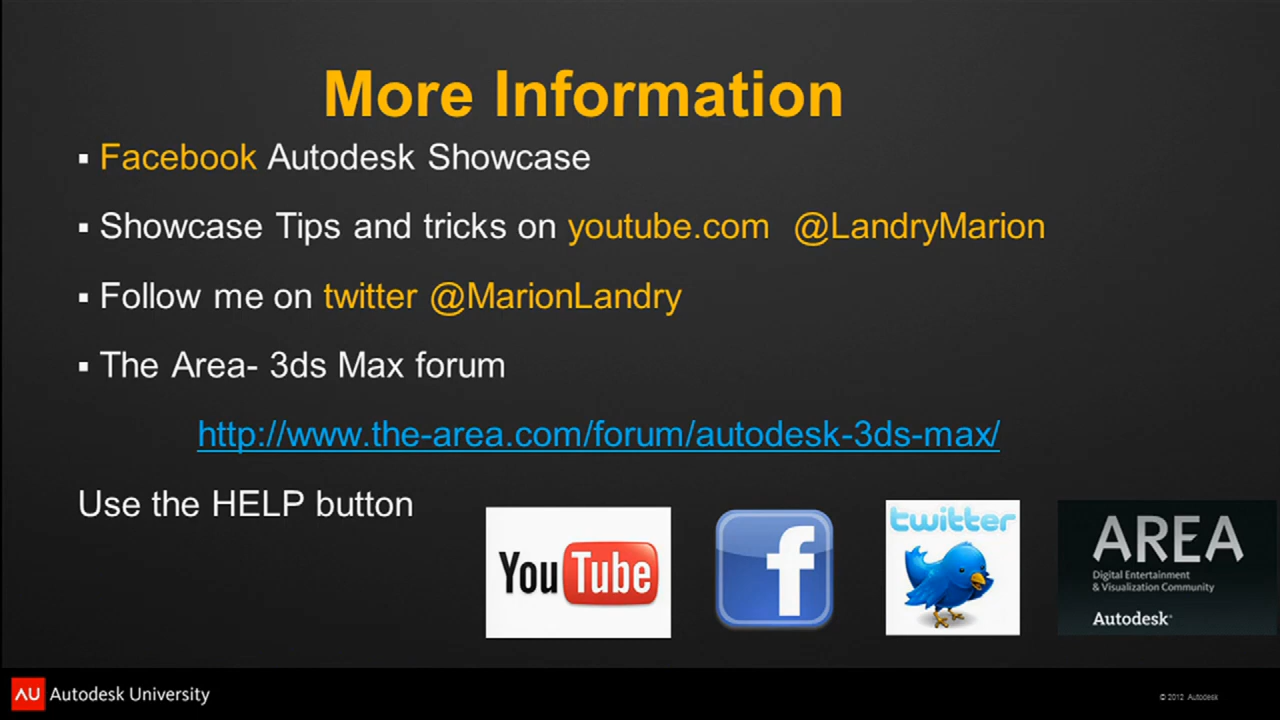 More Information
▪ Facebook Autodesk Showcase
▪ Showcase Tips and tricks on youtube.com @LandryMarion
▪ Follow me on twitter @MarionLandry
▪ The Area- 3ds Max forum
http://www.the-area.com/forum/autodesk-3ds-max/
Use the HELP button
You Tube
f
twitter
AREA
Digital Entertainment
& Visualization Community
Autodesk®
AU Autodesk University
© 2012 Autodesk